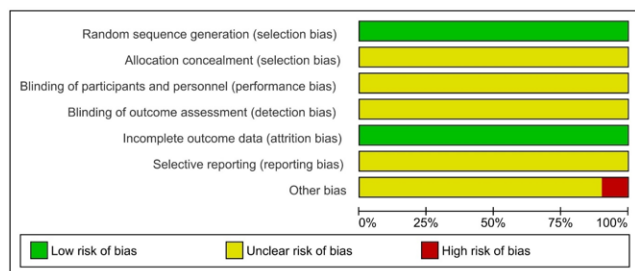 Random sequence generation (selection bias)
Allocation concealment (selection bias)
Blinding of participants and personnel (performance bias)
Blinding of outcome assessment (detection bias)
Incomplete outcome data (attrition bias)
Selective reporting (reporting bias)
Other bias
0% 25% 50% 75% 100%
Low risk of bias Unclear risk of bias High risk of bias